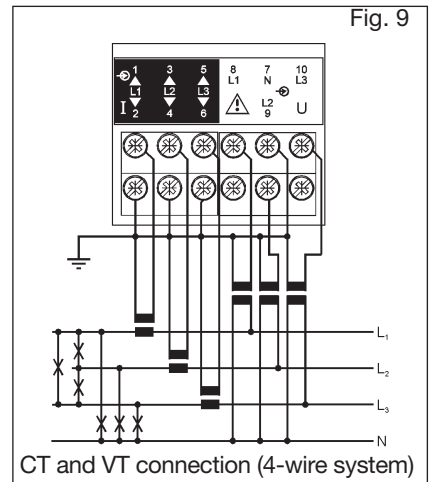 Fig. 9
1 3 5 8 7 10
L1 N L3
L1 L2 L3
L2
I 2 4 6 9 U
L1
L2
L3
N
CT and VT connection (4-wire system)